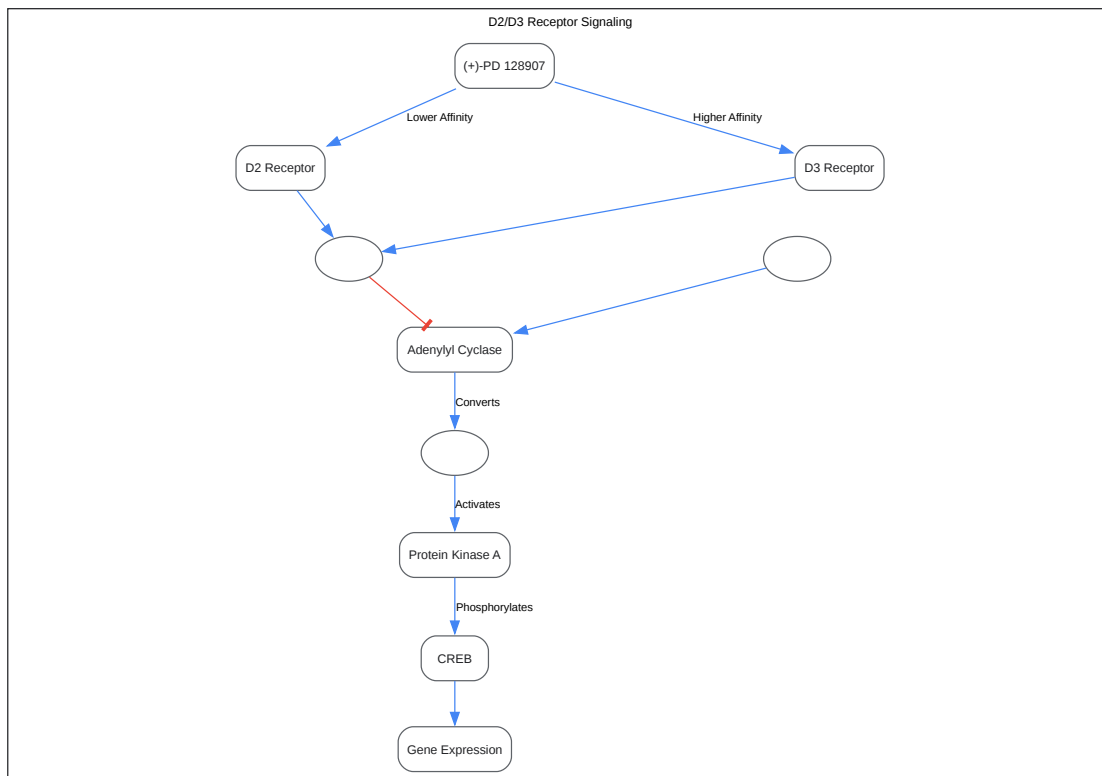 D2/D3 Receptor Signaling
(+)-PD 128907
Lower Affinity
Higher Affinity
D2 Receptor
D3 Receptor
Adenylyl Cyclase
Converts
Activates
Protein Kinase A
Phosphorylates
CREB
Gene Expression